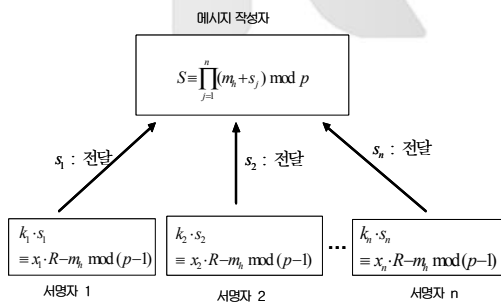 메시지 작성자
S≡∏_{j=1}^{n}(m_h+s_j) mod p
s_1 : 전달
s_2 : 전달
s_n : 전달
k_1·s_1
≡x_1·R−m_h mod(p−1)
k_2·s_2
≡x_2·R−m_h mod(p−1)
...
k_n·s_n
≡x_n·R−m_h mod(p−1)
서명자 1
서명자 2
서명자 n